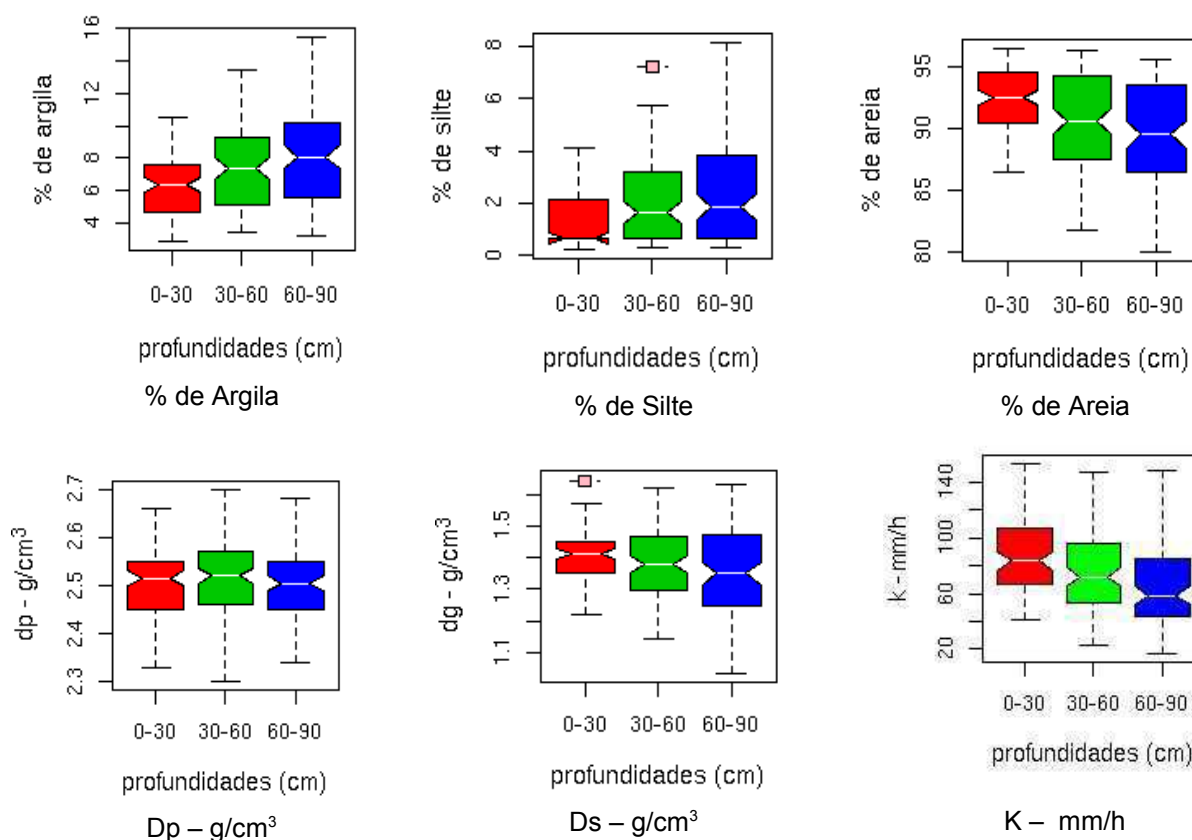 % de argila
16
12
8
6
4
0-30 30-60 60-90
profundidades (cm)
% de Argila
% de silte
8
6
4
2
0
0-30 30-60 60-90
profundidades (cm)
% de Silte
% de areia
95
90
85
80
0-30 30-60 60-90
profundidades (cm)
% de Areia
dp - g/cm³
2.7
2.6
2.5
2.4
2.3
0-30 30-60 60-90
profundidades (cm)
Dp – g/cm³
dg - g/cm³
1.5
1.3
1.1
0-30 30-60 60-90
profundidades (cm)
Ds – g/cm³
k - mm/h
140
100
60
20
0-30 30-60 60-90
profundidades (cm)
K – mm/h